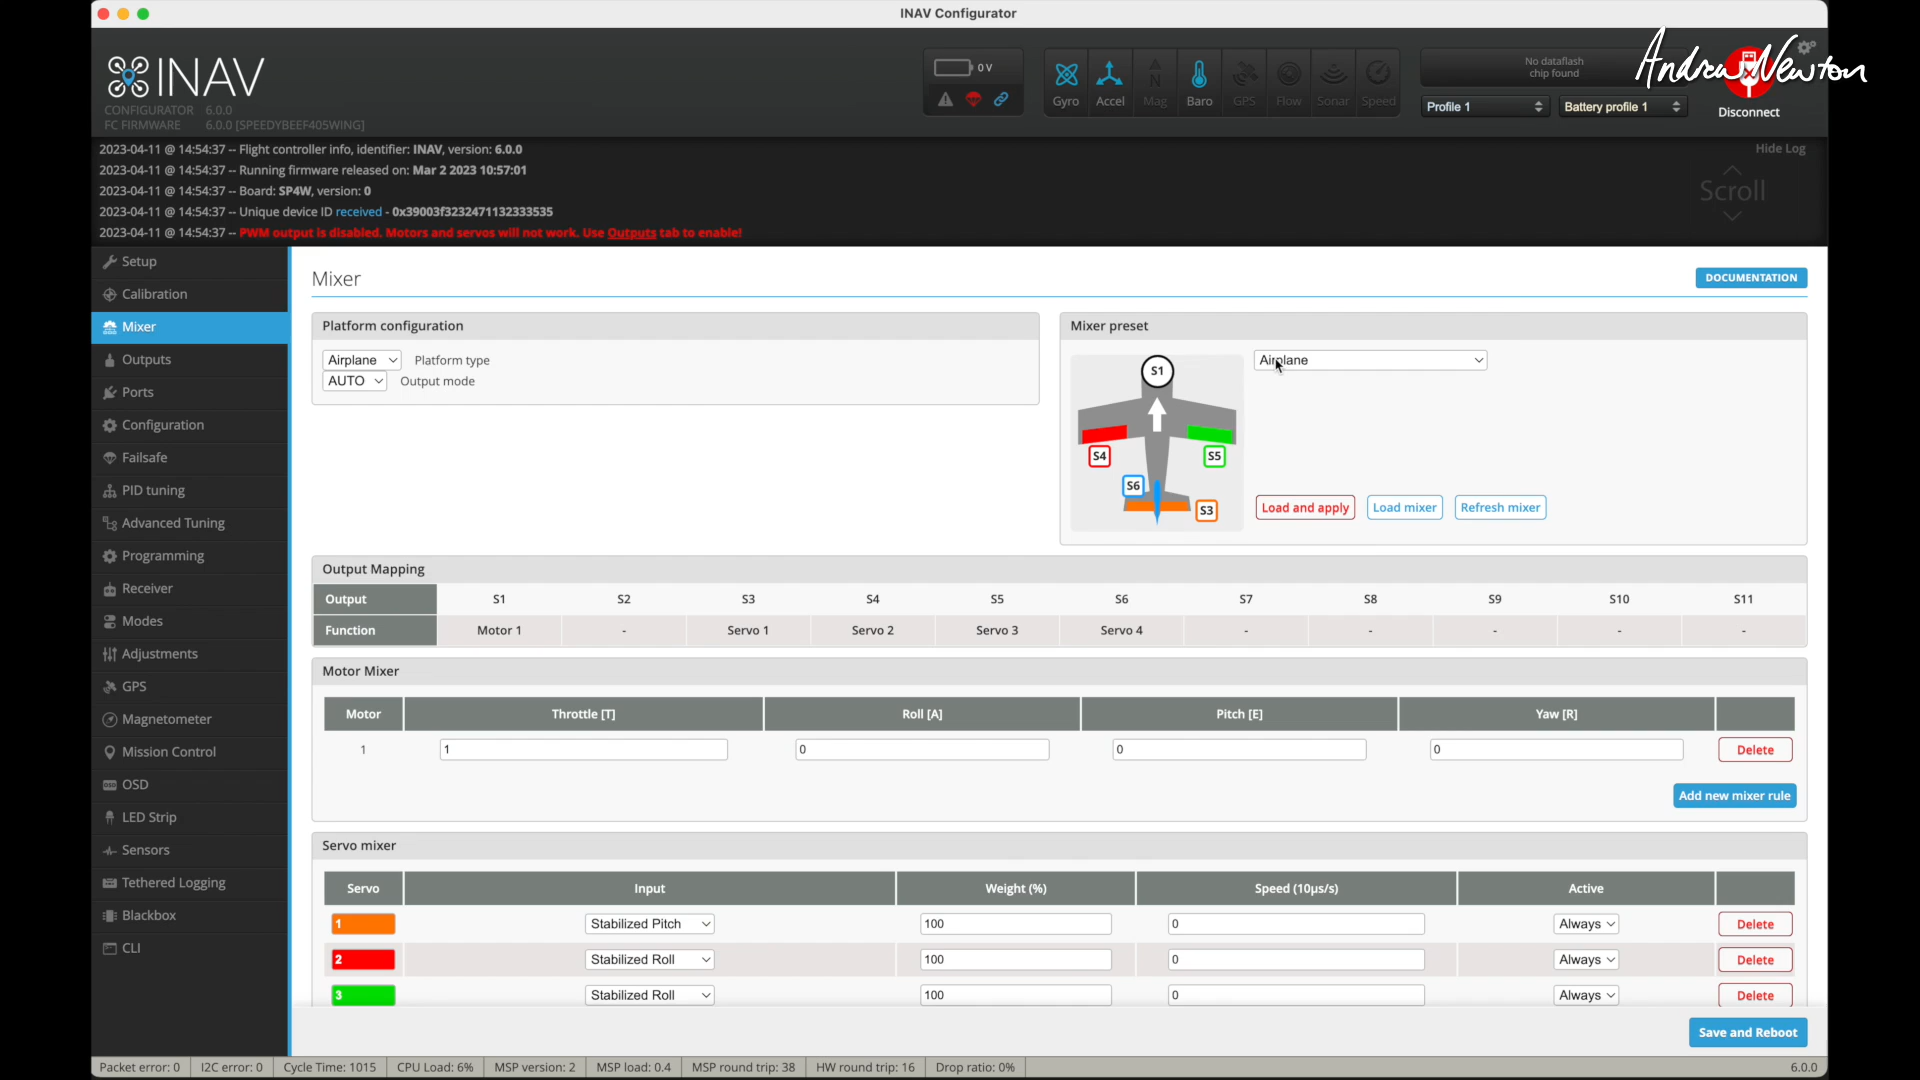 INAV Configurator
Andrew Newton
INAV
CONFIGURATOR 6.0.0
FC FIRMWARE 6.0.0 [SPEEDYBEEF405WING]
0 V
Gyro Accel Mag Baro GPS Flow Sonar Speed
No dataflash
chip found
Profile 1 Battery profile 1
Disconnect
2023-04-11 @ 14:54:37 -- Flight controller info, identifier: INAV, version: 6.0.0
2023-04-11 @ 14:54:37 -- Running firmware released on: Mar 2 2023 10:57:01
2023-04-11 @ 14:54:37 -- Board: SP4W, version: 0
2023-04-11 @ 14:54:37 -- Unique device ID received - 0x39003f3232471132333535
2023-04-11 @ 14:54:37 -- PWM output is disabled. Motors and servos will not work. Use Outputs tab to enable!
Hide Log
Scroll
Setup
Calibration
Mixer
Outputs
Ports
Configuration
Failsafe
PID tuning
Advanced Tuning
Programming
Receiver
Modes
Adjustments
GPS
Magnetometer
Mission Control
OSD
LED Strip
Sensors
Tethered Logging
Blackbox
CLI
Mixer
DOCUMENTATION
Platform configuration
Airplane Platform type
AUTO Output mode
Mixer preset
Airplane
S1
S4 S5
S6
S3
Load and apply Load mixer Refresh mixer
Output Mapping
Output S1 S2 S3 S4 S5 S6 S7 S8 S9 S10 S11
Function Motor 1 - Servo 1 Servo 2 Servo 3 Servo 4 - - - - -
Motor Mixer
Motor Throttle [T] Roll [A] Pitch [E] Yaw [R]
1 1 0 0 0 Delete
Add new mixer rule
Servo mixer
Servo Input Weight (%) Speed (10µs/s) Active
1 Stabilized Pitch 100 0 Always Delete
2 Stabilized Roll 100 0 Always Delete
3 Stabilized Roll 100 0 Always Delete
Save and Reboot
Packet error: 0 I2C error: 0 Cycle Time: 1015 CPU Load: 6% MSP version: 2 MSP load: 0.4 MSP round trip: 38 HW round trip: 16 Drop ratio: 0% 6.0.0